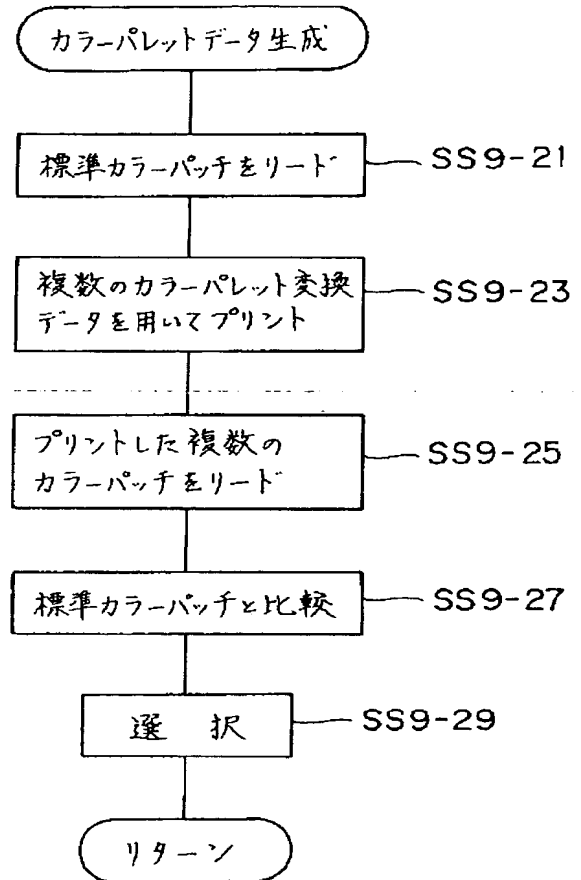 カラーパレットデータ生成
標準カラーパッチをリード
SS9-21
複数のカラーパレット変換
データを用いてプリント
SS9-23
プリントした複数の
カラーパッチをリード
SS9-25
標準カラーパッチと比較
SS9-27
選 択
SS9-29
リターン